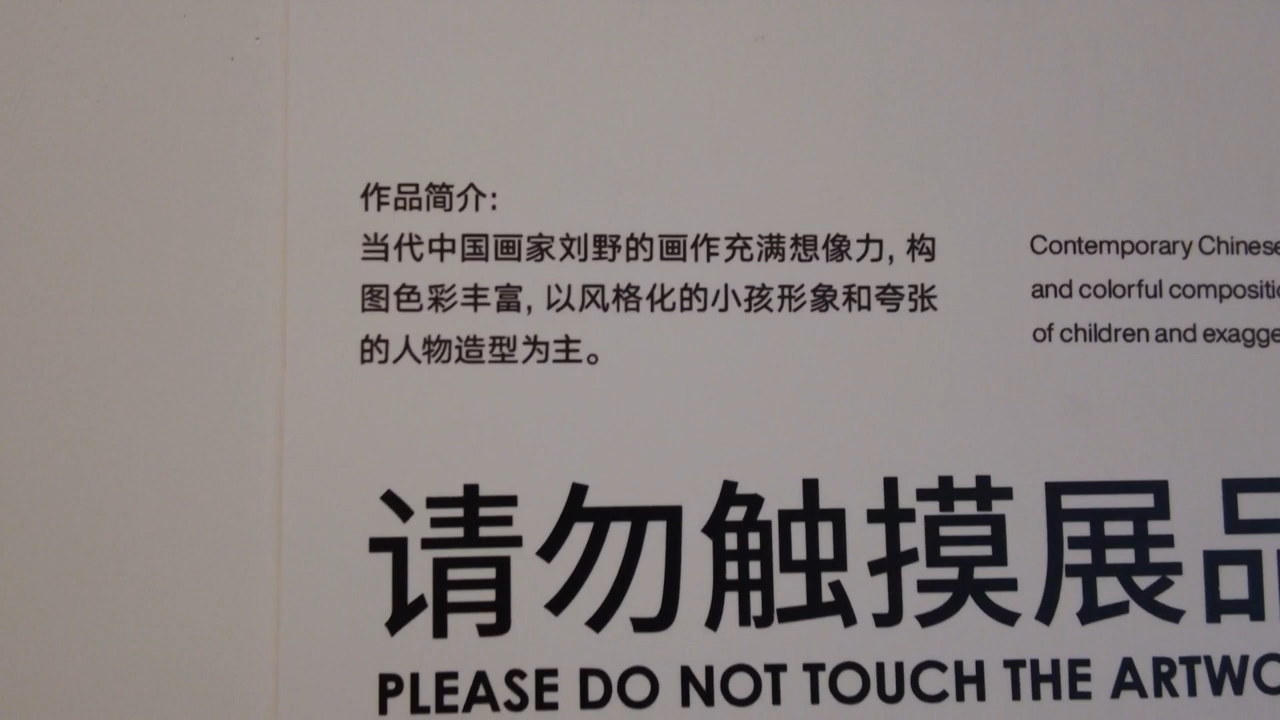 作品简介：
当代中国画家刘野的画作充满想像力, 构
图色彩丰富, 以风格化的小孩形象和夸张
的人物造型为主。
Contemporary Chinese
and colorful
of children and
请勿触摸展品
PLEASE DO NOT TOUCH THE